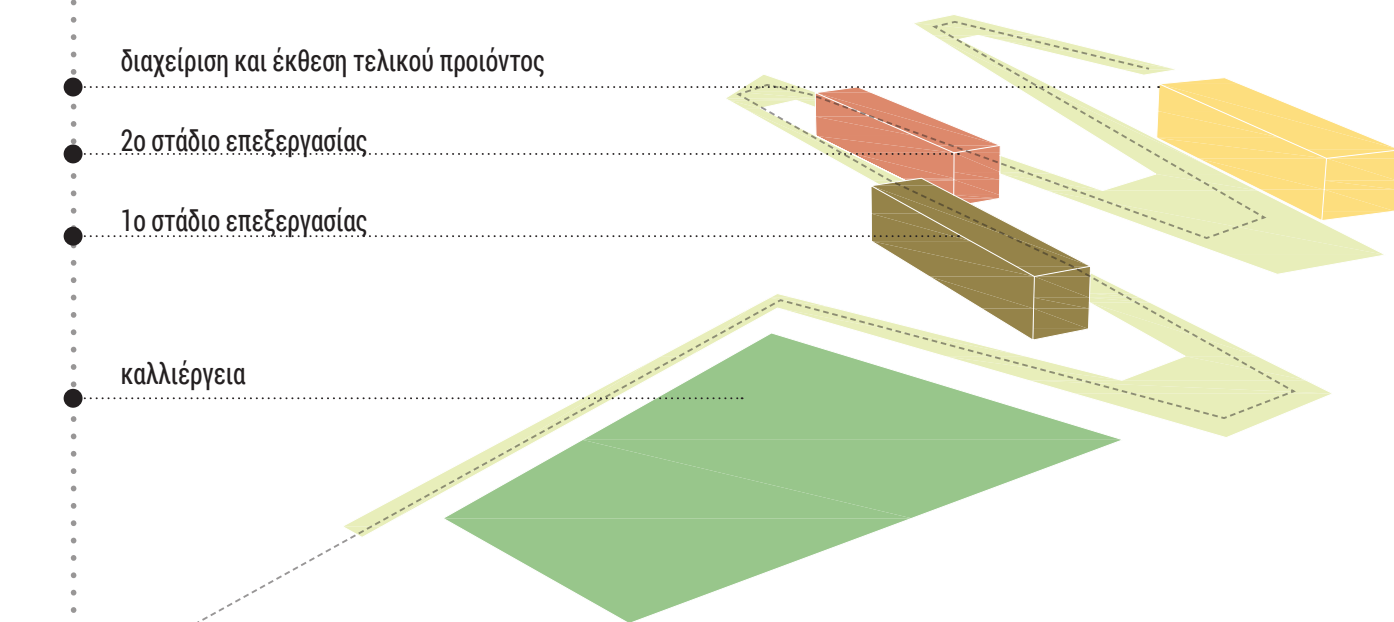 διαχείριση και έκθεση τελικού προιόντος
2ο στάδιο επεξεργασίας
1ο στάδιο επεξεργασίας
καλλιέργεια